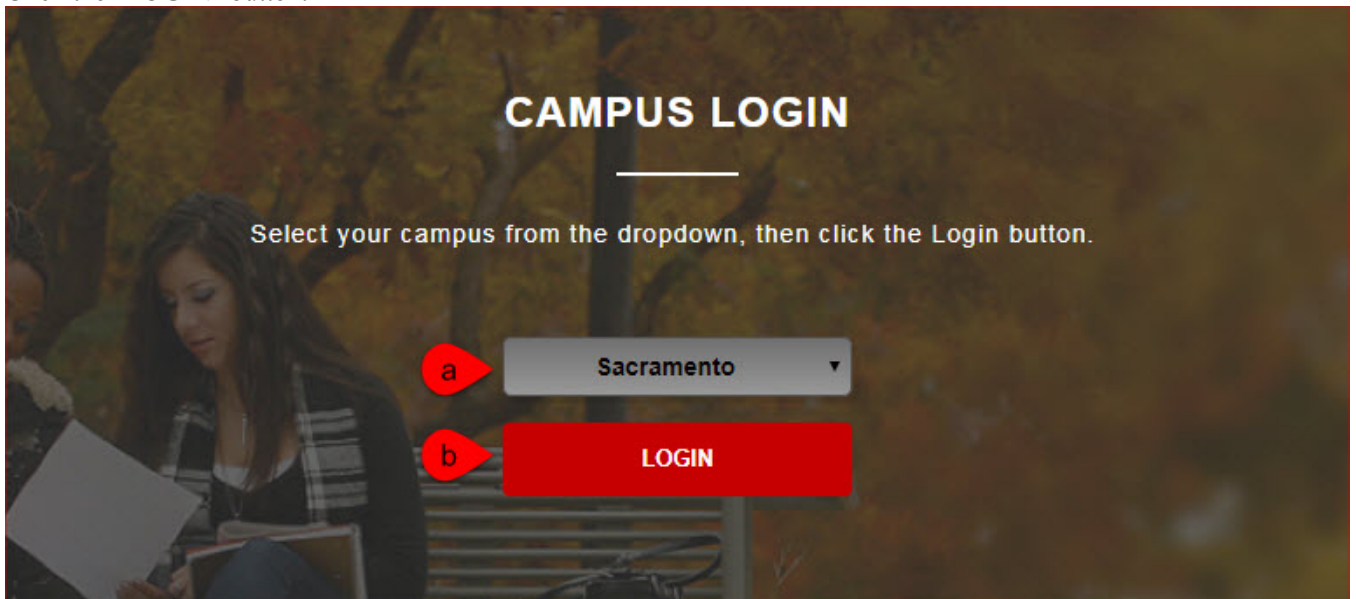 CAMPUS LOGIN
Select your campus from the dropdown, then click the Login button.
a
Sacramento
b
LOGIN